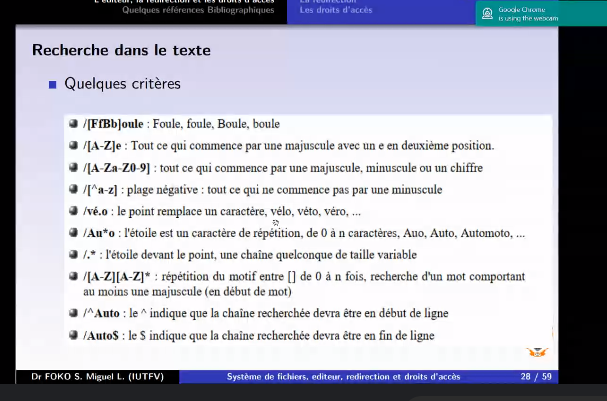 L'editeur, la redirection et les droits d'accès
La redirection
Quelques références Bibliographiques
Les droits d'accès
Google Chrome
is using the webcam
Recherche dans le texte
Quelques critères
/[FfBb]oule : Foule, foule, Boule, boule
/[A-Z]e : Tout ce qui commence par une majuscule avec un e en deuxième position.
/[A-Za-Z0-9] : tout ce qui commence par une majuscule, minuscule ou un chiffre
/[^a-z] : plage négative : tout ce qui ne commence pas par une minuscule
/vé.o : le point remplace un caractère, vélo, véto, véro, ...
/Au*o : l'étoile est un caractère de répétition, de 0 à n caractères, Auo, Auto, Automoto, ...
/.* : l'étoile devant le point, une chaîne quelconque de taille variable
/[A-Z][A-Z]* : répétition du motif entre [] de 0 à n fois, recherche d'un mot comportant
au moins une majuscule (en début de mot)
/^Auto : le ^ indique que la chaîne recherchée devra être en début de ligne
/Auto$ : le $ indique que la chaîne recherchée devra être en fin de ligne
Dr FOKO S. Miguel L. (IUTFV)
Système de fichiers, editeur, redirection et droits d'accès
28 / 59